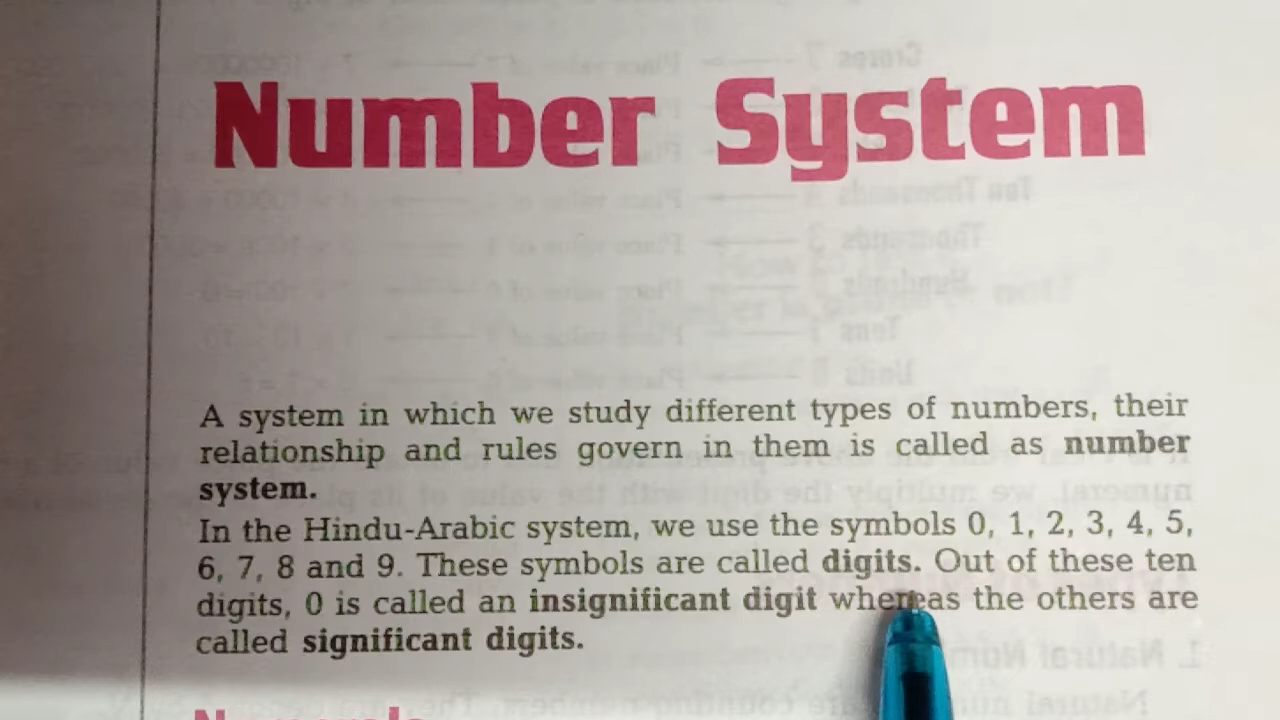 Number System
A system in which we study different types of numbers, their
relationship and rules govern in them is called as number
system.
In the Hindu-Arabic system, we use the symbols 0, 1, 2, 3, 4, 5,
6, 7, 8 and 9. These symbols are called digits. Out of these ten
digits, 0 is called an insignificant digit whereas the others are
called significant digits.
Numerals